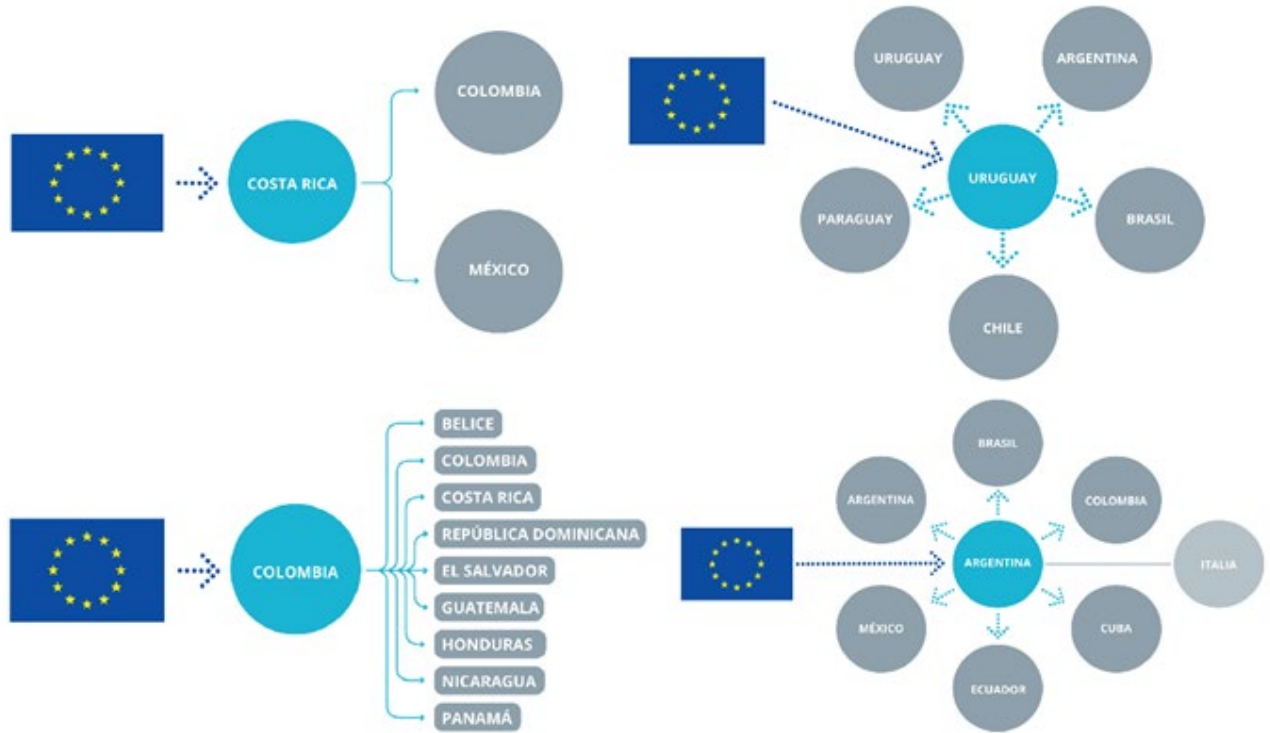 COSTA RICA
COLOMBIA
MÉXICO
URUGUAY
ARGENTINA
URUGUAY
PARAGUAY
BRASIL
CHILE
COLOMBIA
BELICE
COLOMBIA
COSTA RICA
REPÚBLICA DOMINICANA
EL SALVADOR
GUATEMALA
HONDURAS
NICARAGUA
PANAMÁ
BRASIL
ARGENTINA
COLOMBIA
ARGENTINA
ITALIA
MÉXICO
CUBA
ECUADOR